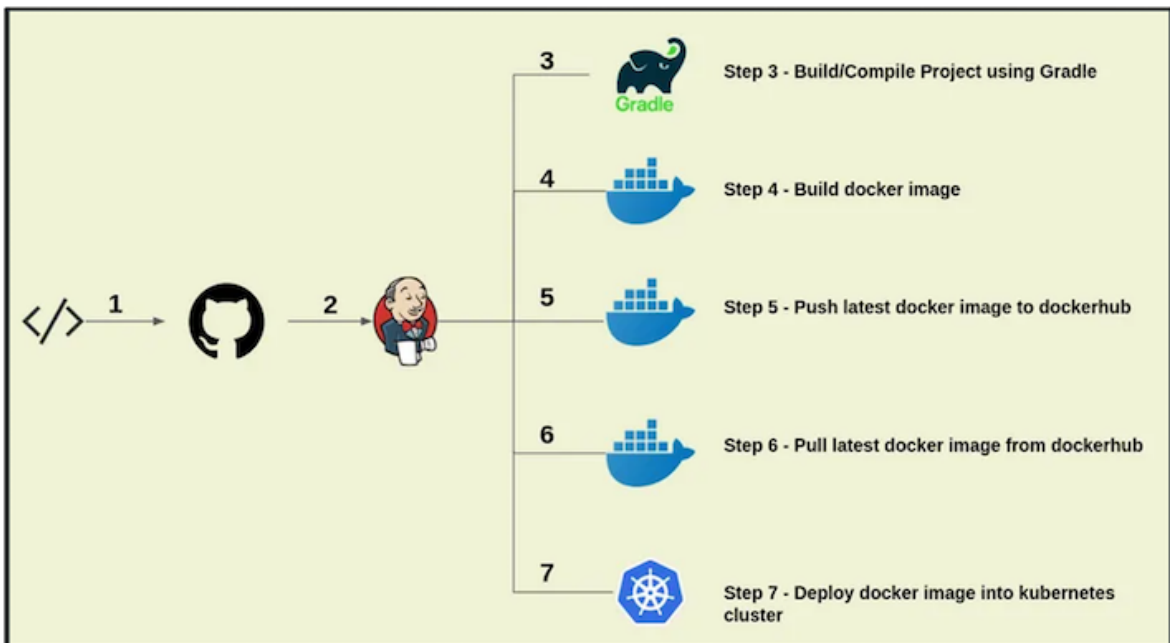 3
Gradle
Step 3 - Build/Compile Project using Gradle
4
Step 4 - Build docker image
</>
1
2
5
Step 5 - Push latest docker image to dockerhub
6
Step 6 - Pull latest docker image from dockerhub
7
Step 7 - Deploy docker image into kubernetes
cluster